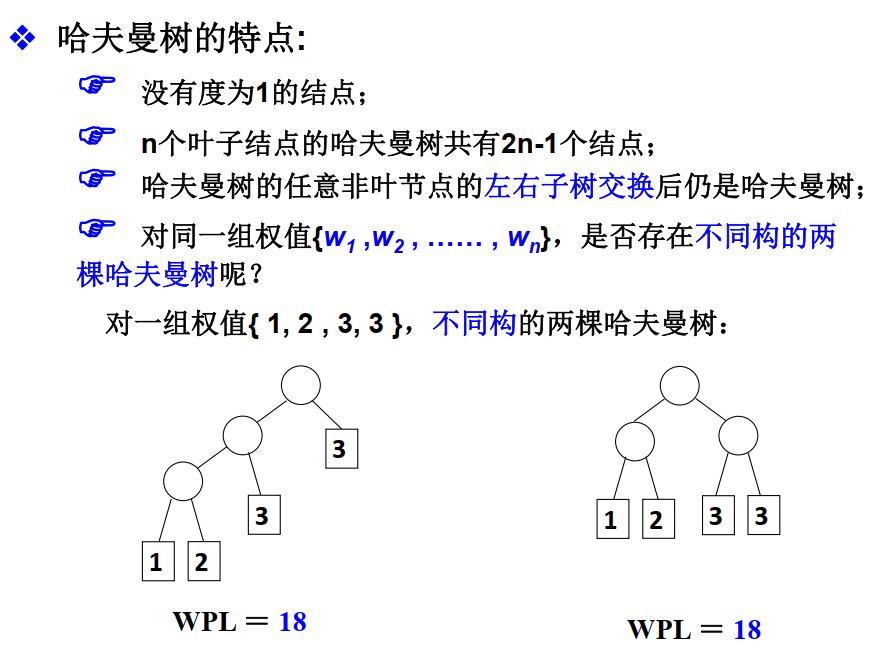 哈夫曼树的特点:
没有度为1的结点；
n个叶子结点的哈夫曼树共有2n-1个结点；
哈夫曼树的任意非叶节点的左右子树交换后仍是哈夫曼树；
对同一组权值{w1 ,w2 , …… , wn}，是否存在不同构的两
棵哈夫曼树呢？
对一组权值{ 1, 2 , 3, 3 }，不同构的两棵哈夫曼树：
3
3
1 2
WPL ＝ 18
1 2 3 3
WPL ＝ 18